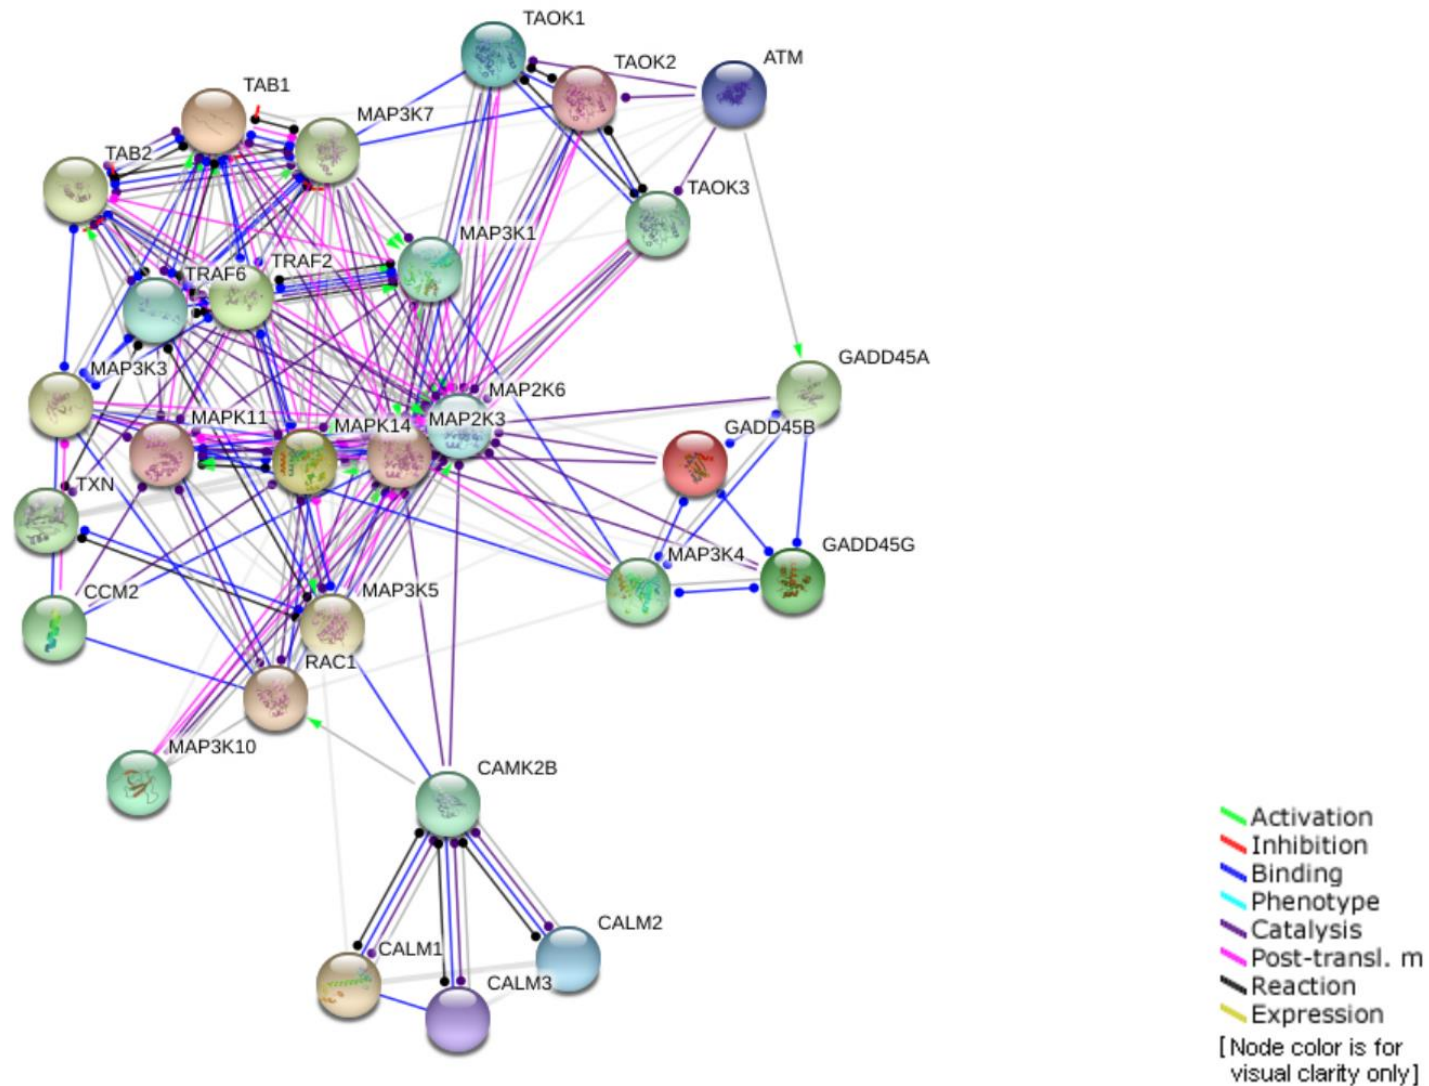 TAOK1
TAOK2
ATM
TAB1
MAP3K7
TAB2
TAOK3
MAP3K1
TRAF2
TRAF6
GADD45A
MAP3K3
MAP2K6
MAPK11
MAPK14
MAP2K3
GADD45B
TXN
GADD45G
MAP3K4
CCM2
MAP3K5
RAC1
MAP3K10
CAMK2B
CALM2
CALM1
CALM3
Activation
Inhibition
Binding
Phenotype
Catalysis
Post-transl. m
Reaction
Expression
[Node color is for
visual clarity only]